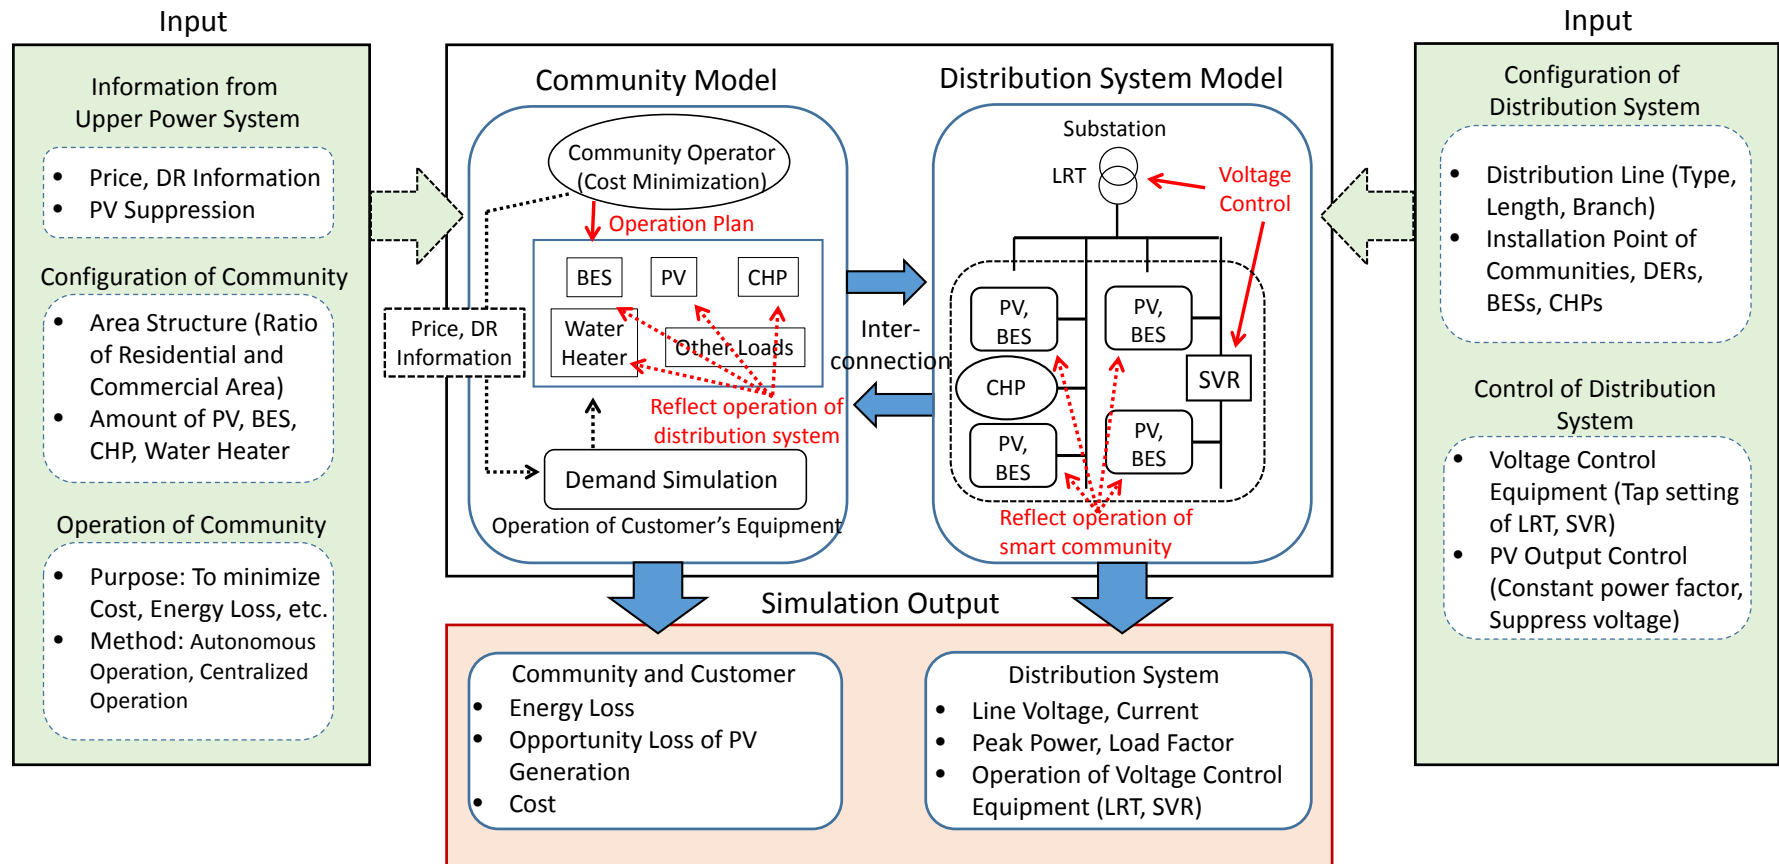 Input
Information from
Upper Power System
• Price, DR Information
• PV Suppression
Configuration of Community
• Area Structure (Ratio
of Residential and
Commercial Area)
• Amount of PV, BES,
CHP, Water Heater
Operation of Community
• Purpose: To minimize
Cost, Energy Loss, etc.
• Method: Autonomous
Operation, Centralized
Operation
Community Model
Community Operator
(Cost Minimization)
Operation Plan
BES
PV
CHP
Water
Heater
Other Loads
Price, DR
Information
Reflect operation of
distribution system
Demand Simulation
Operation of Customer’s Equipment
Inter-
connection
Distribution System Model
Substation
LRT
Voltage
Control
PV,
BES
PV,
BES
CHP
SVR
PV,
BES
PV,
BES
Reflect operation of
smart community
Input
Configuration of
Distribution System
• Distribution Line (Type,
Length, Branch)
• Installation Point of
Communities, DERs,
BESs, CHPs
Control of Distribution
System
• Voltage Control
Equipment (Tap setting
of LRT, SVR)
• PV Output Control
(Constant power factor,
Suppress voltage)
Simulation Output
Community and Customer
• Energy Loss
• Opportunity Loss of PV
Generation
• Cost
Distribution System
• Line Voltage, Current
• Peak Power, Load Factor
• Operation of Voltage Control
Equipment (LRT, SVR)